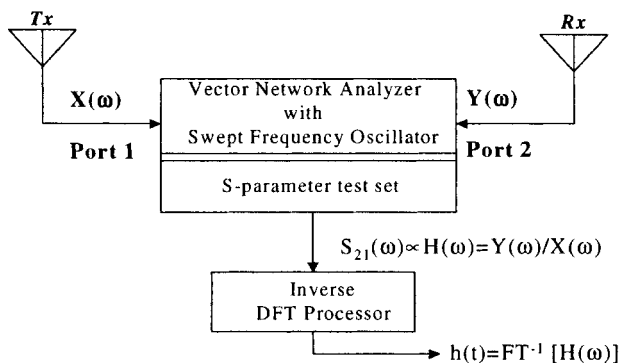 Tx
Rx
X(ω)
Vector Network Analyzer
with
Swept Frequency Oscillator
Y(ω)
Port 1
Port 2
S-parameter test set
S₂₁(ω)∝H(ω)=Y(ω)/X(ω)
Inverse
DFT Processor
h(t)=FT⁻¹ [H(ω)]